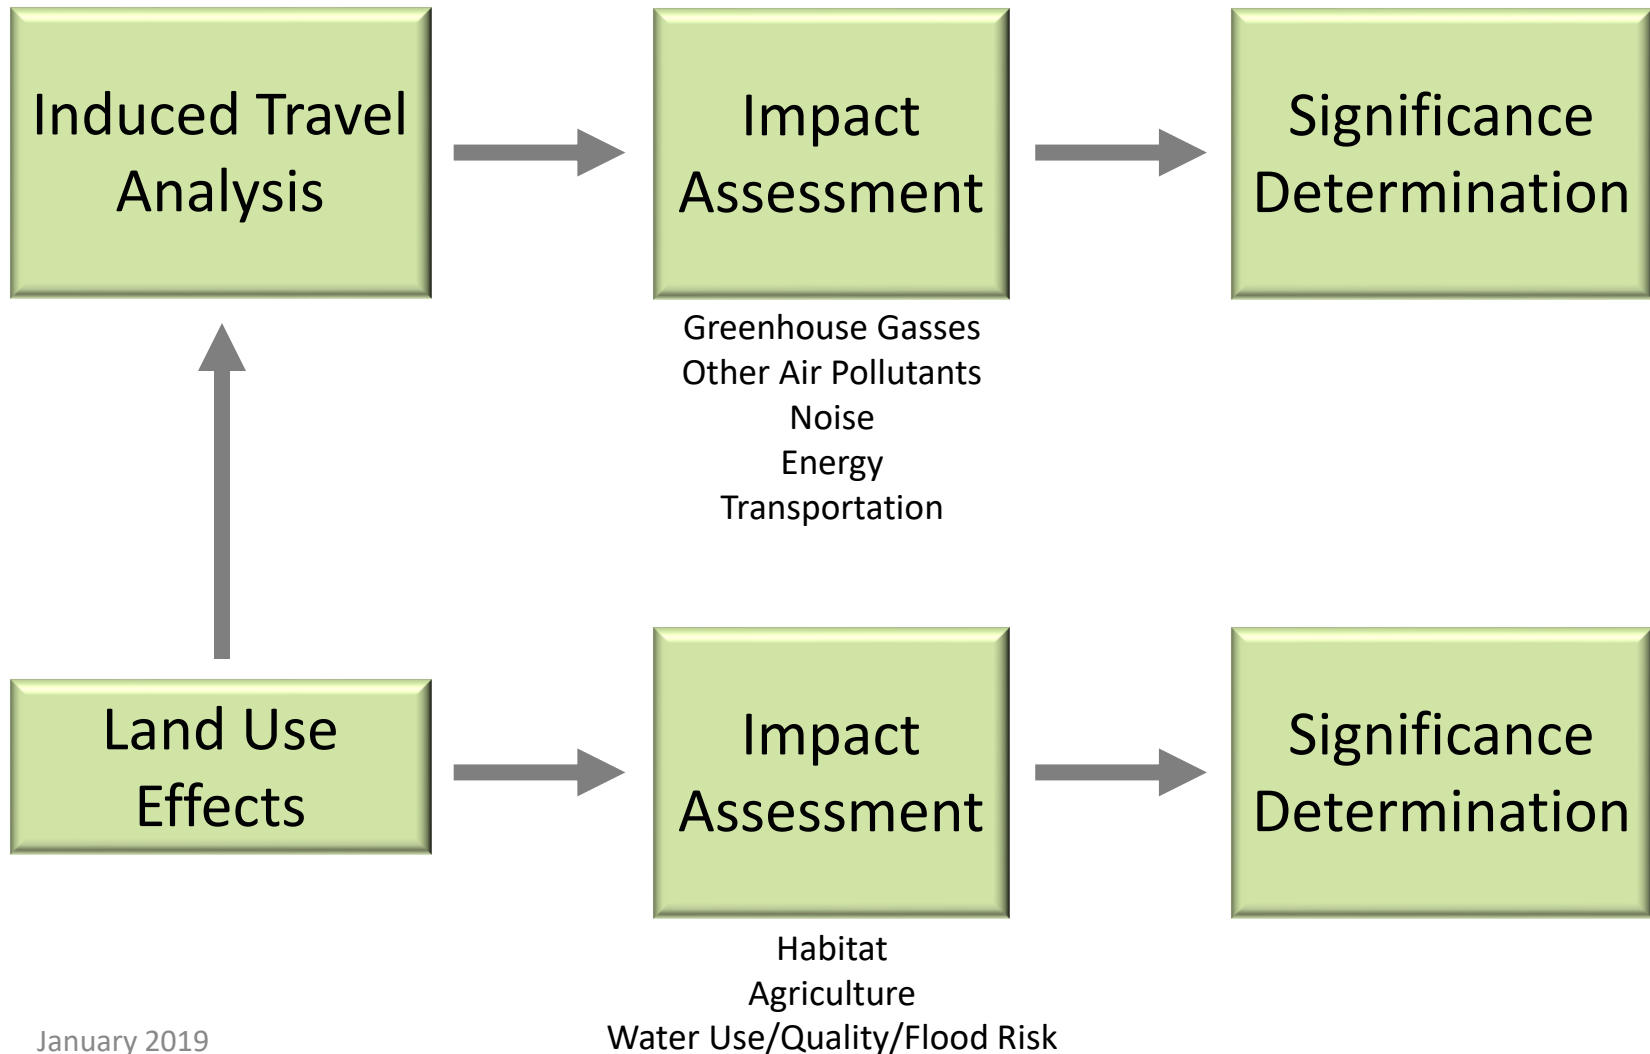 Induced Travel
Analysis
Impact
Assessment
Significance
Determination
Greenhouse Gasses
Other Air Pollutants
Noise
Energy
Transportation
Land Use
Effects
Impact
Assessment
Significance
Determination
Habitat
Agriculture
Water Use/Quality/Flood Risk
January 2019